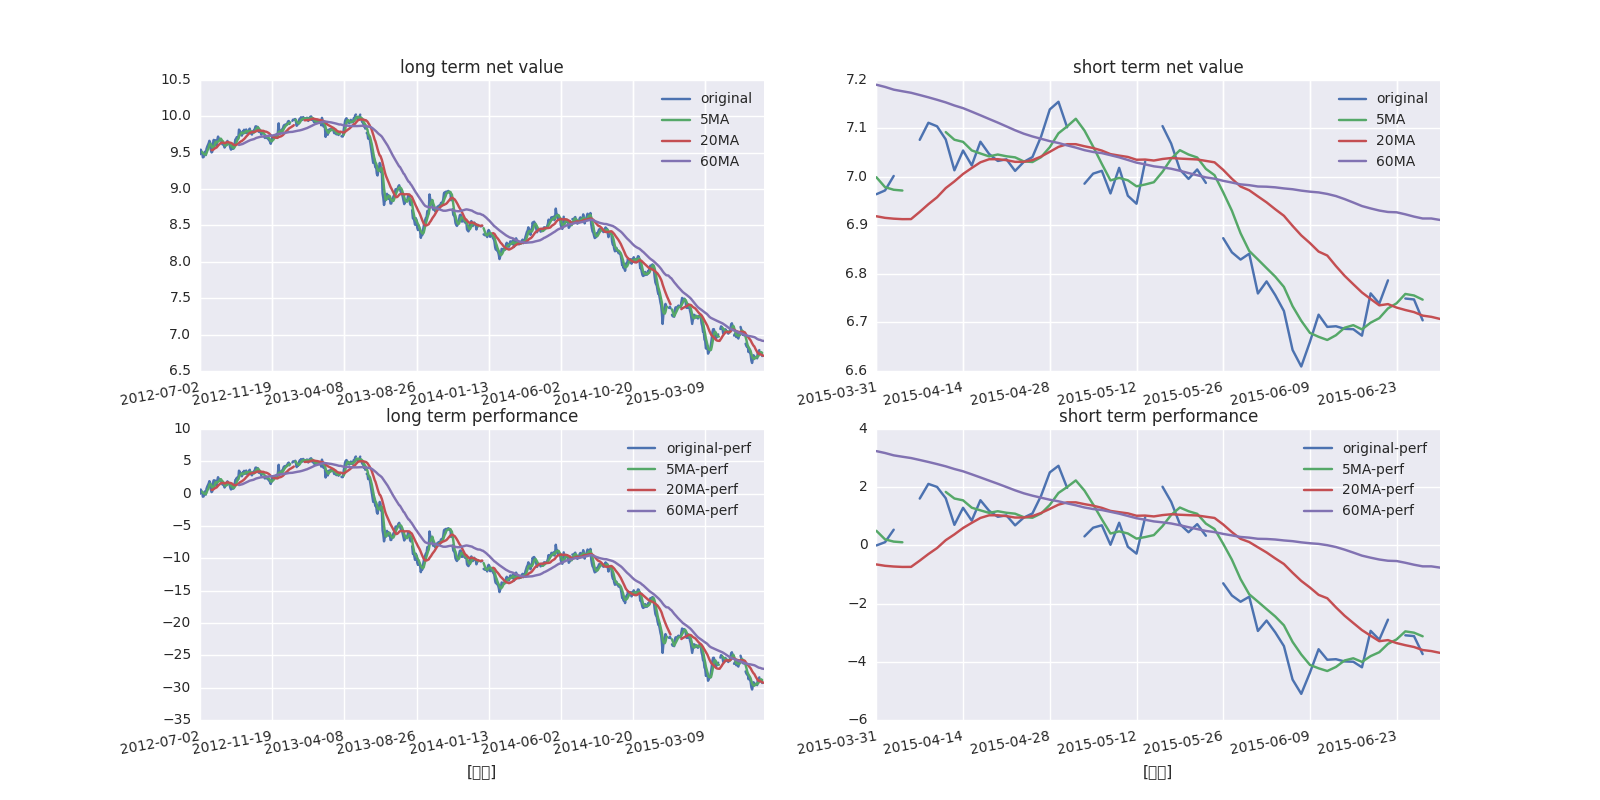 long term net value
10.5
10.0
9.5
9.0
8.5
8.0
7.5
7.0
6.5
original
5MA
20MA
60MA
2012-07-02 2012-11-19 2013-04-08 2013-08-26 2014-01-13 2014-06-02 2014-10-20 2015-03-09
short term net value
7.2
7.1
7.0
6.9
6.8
6.7
6.6
original
5MA
20MA
60MA
2015-03-31 2015-04-14 2015-04-28 2015-05-12 2015-05-26 2015-06-09 2015-06-23
long term performance
10
5
0
−5
−10
−15
−20
−25
−30
−35
original-perf
5MA-perf
20MA-perf
60MA-perf
2012-07-02 2012-11-19 2013-04-08 2013-08-26 2014-01-13 2014-06-02 2014-10-20 2015-03-09
short term performance
4
2
0
−2
−4
−6
original-perf
5MA-perf
20MA-perf
60MA-perf
2015-03-31 2015-04-14 2015-04-28 2015-05-12 2015-05-26 2015-06-09 2015-06-23